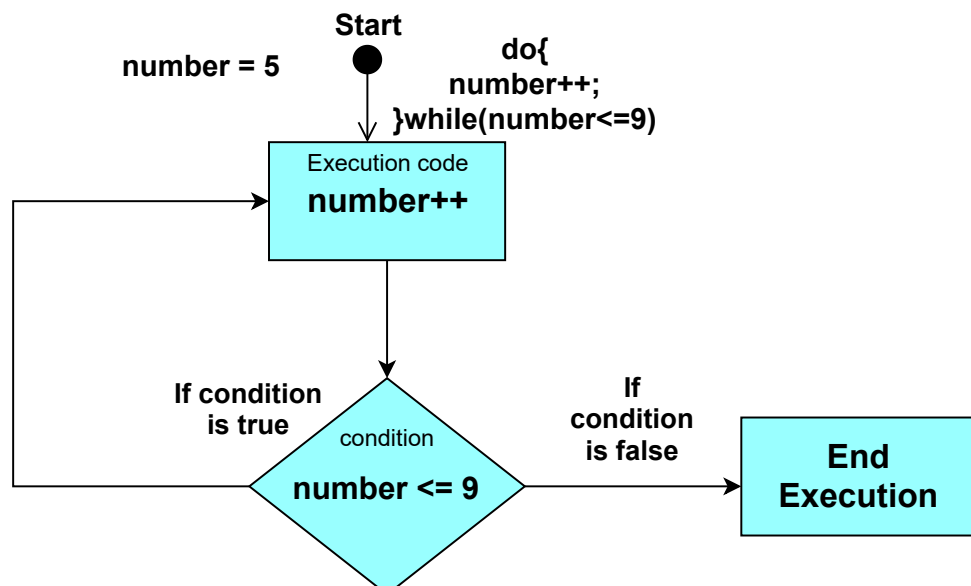 Start
number = 5
do{
number++;
}while(number<=9)
Execution code
number++
If condition
is true
condition
number <= 9
If
condition
is false
End
Execution